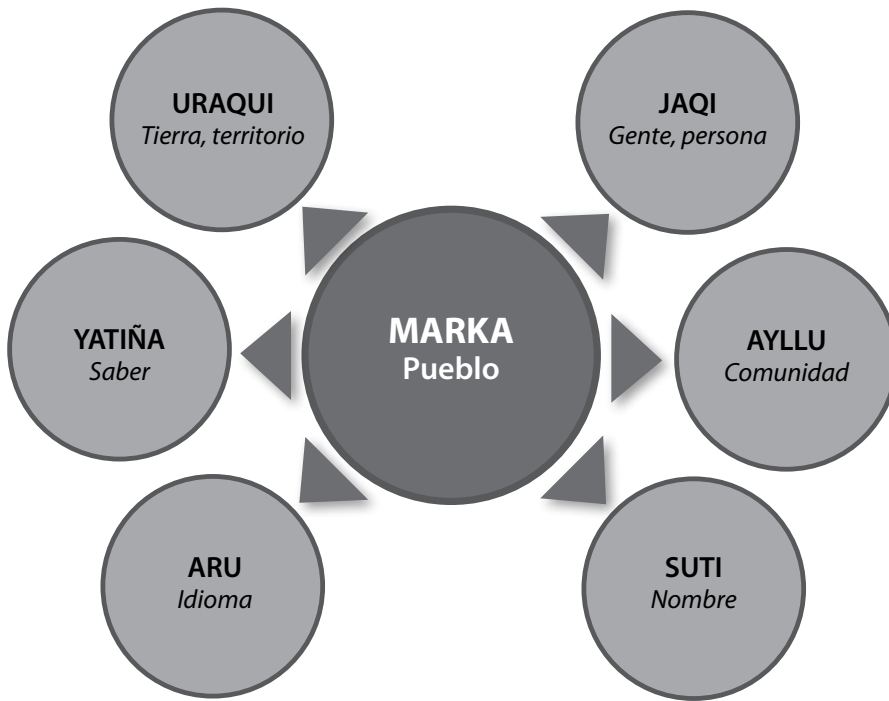 URAQUI
Tierra, territorio
JAQI
Gente, persona
MARKA
Pueblo
YATIÑA
Saber
AYLLU
Comunidad
ARU
Idioma
SUTI
Nombre